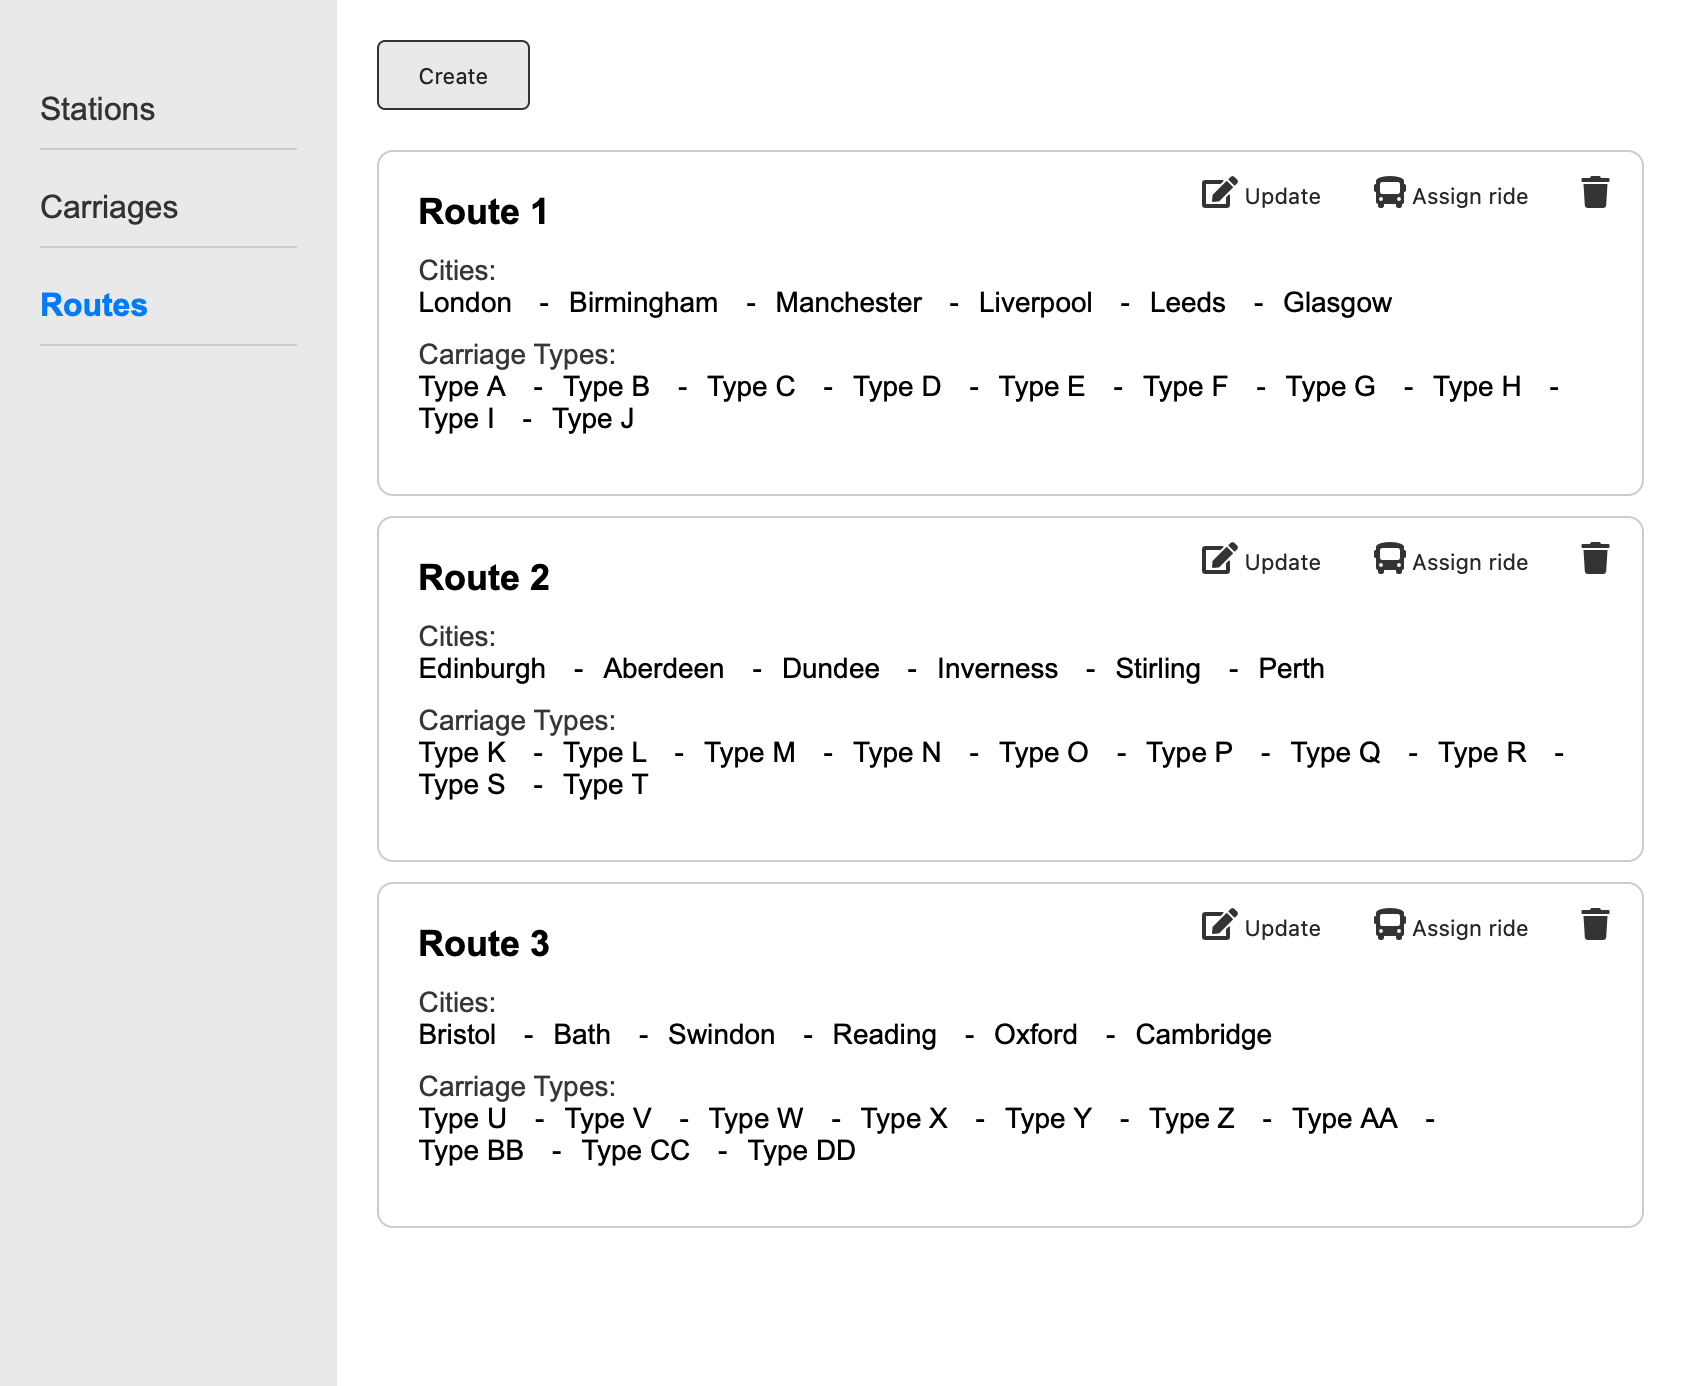 Stations
Carriages
Routes
Create
Route 1
Update
Assign ride
Cities:
London - Birmingham - Manchester - Liverpool - Leeds - Glasgow
Carriage Types:
Type A - Type B - Type C - Type D - Type E - Type F - Type G - Type H -
Type I - Type J
Route 2
Update
Assign ride
Cities:
Edinburgh - Aberdeen - Dundee - Inverness - Stirling - Perth
Carriage Types:
Type K - Type L - Type M - Type N - Type O - Type P - Type Q - Type R -
Type S - Type T
Route 3
Update
Assign ride
Cities:
Bristol - Bath - Swindon - Reading - Oxford - Cambridge
Carriage Types:
Type U - Type V - Type W - Type X - Type Y - Type Z - Type AA -
Type BB - Type CC - Type DD